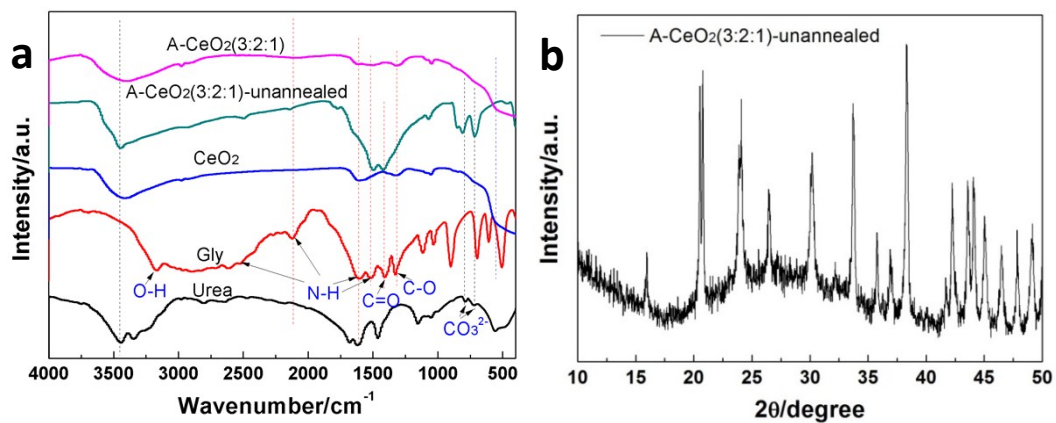 a
A-CeO₂(3:2:1)
A-CeO₂(3:2:1)-unannealed
CeO₂
Gly
O-H
N-H
C=O
C-O
Urea
CO₃²⁻
Intensity/a.u.
4000 3500 3000 2500 2000 1500 1000 500
Wavenumber/cm⁻¹
b
A-CeO₂(3:2:1)-unannealed
Intensity/a.u.
10 15 20 25 30 35 40 45 50
2θ/degree